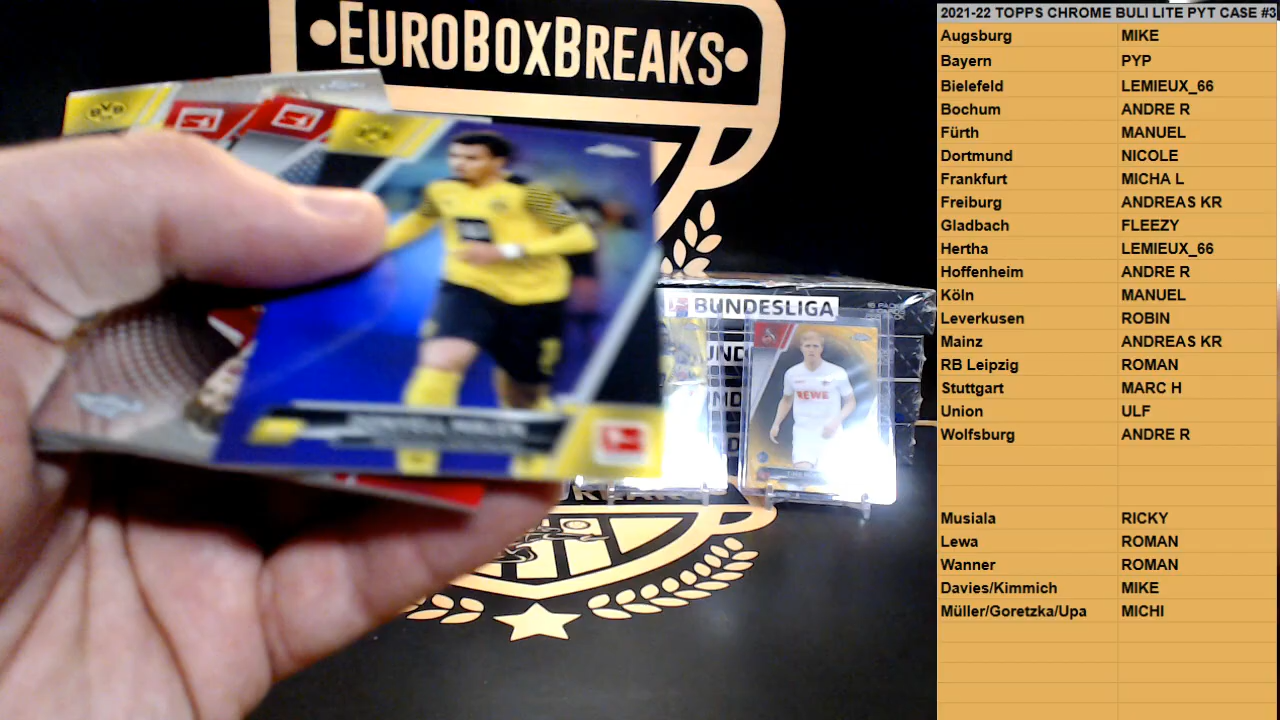 EUROBOXBREAKS
BVB
BUNDESLIGA
REWE
2021-22 TOPPS CHROME BULI LITE PYT CASE #3
Augsburg MIKE
Bayern PYP
Bielefeld LEMIEUX_66
Bochum ANDRE R
Fürth MANUEL
Dortmund NICOLE
Frankfurt MICHA L
Freiburg ANDREAS KR
Gladbach FLEEZY
Hertha LEMIEUX_66
Hoffenheim ANDRE R
Köln MANUEL
Leverkusen ROBIN
Mainz ANDREAS KR
RB Leipzig ROMAN
Stuttgart MARC H
Union ULF
Wolfsburg ANDRE R
Musiala RICKY
Lewa ROMAN
Wanner ROMAN
Davies/Kimmich MIKE
Müller/Goretzka/Upa MICHI